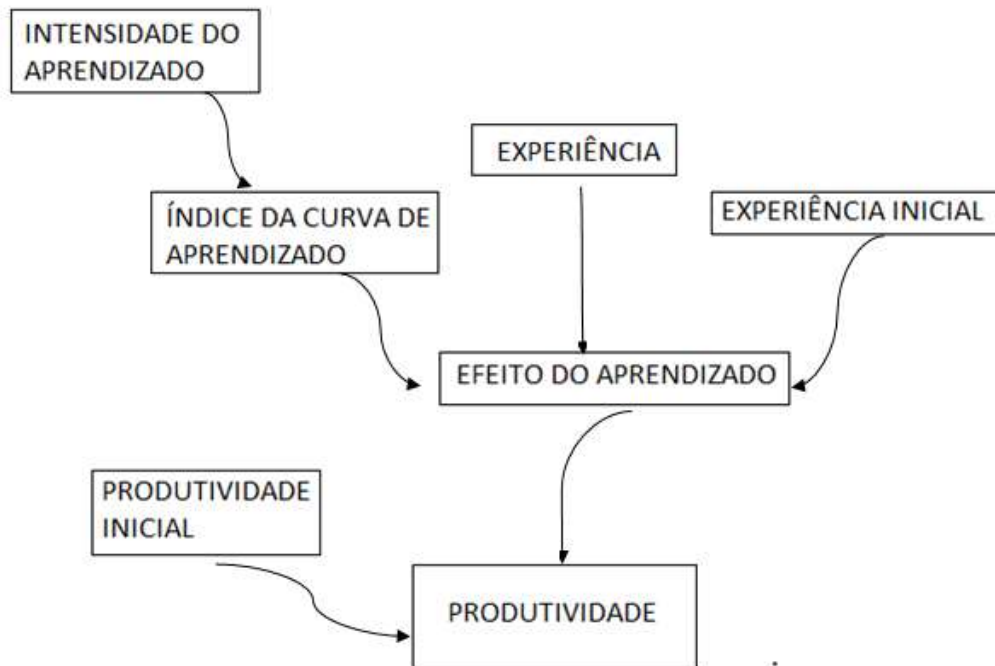 INTENSIDADE DO
APRENDIZADO
EXPERIÊNCIA
ÍNDICE DA CURVA DE
APRENDIZADO
EXPERIÊNCIA INICIAL
EFEITO DO APRENDIZADO
PRODUTIVIDADE
INICIAL
PRODUTIVIDADE